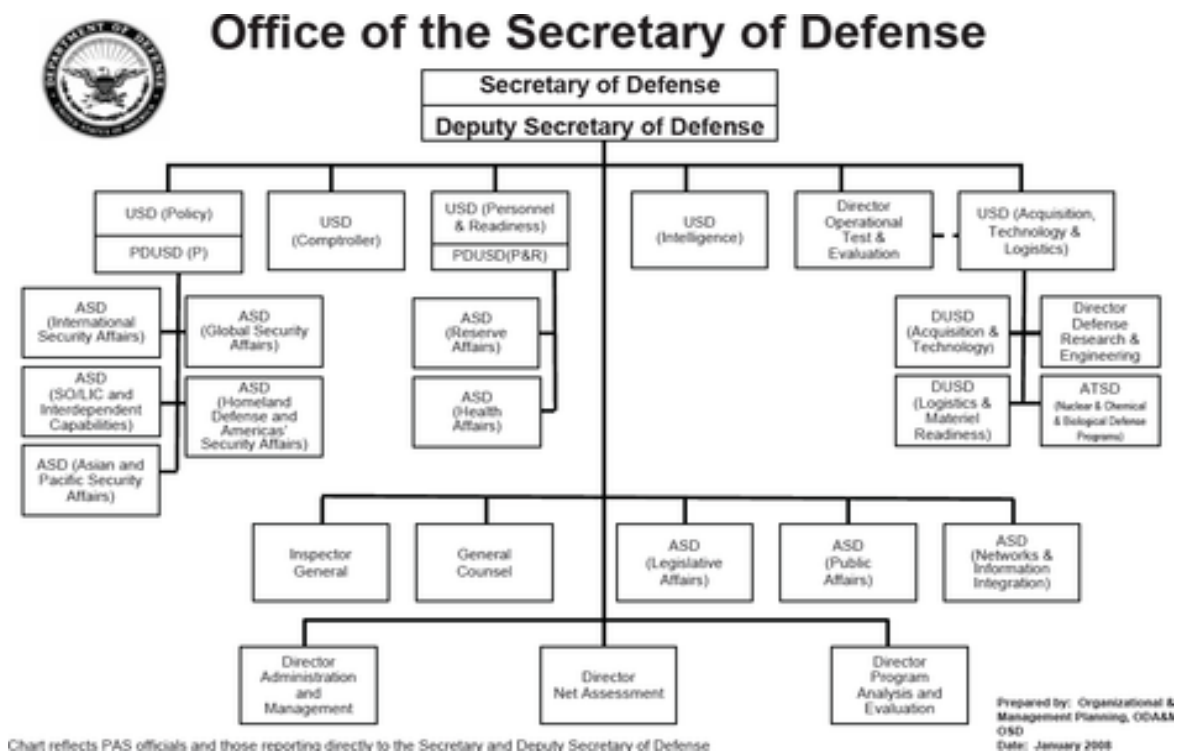 Office of the Secretary of Defense
DEPARTMENT OF DEFENSE
UNITED STATES OF AMERICA
Secretary of Defense
Deputy Secretary of Defense
USD (Policy)
PDUSD (P)
USD
(Comptroller)
USD (Personnel
& Readiness)
PDUSD(P&R)
USD
(Intelligence)
Director
Operational
Test &
Evaluation
USD (Acquisition,
Technology &
Logistics)
ASD
(International
Security Affairs)
ASD
(Global Security
Affairs)
ASD
(SO/LIC and
Interdependent
Capabilities)
ASD
(Homeland
Defense and
Americas'
Security Affairs)
ASD (Asian and
Pacific Security
Affairs)
ASD
(Reserve
Affairs)
ASD
(Health
Affairs)
DUSD
(Acquisition &
Technology)
Director
Defense
Research &
Engineering
DUSD
(Logistics &
Materiel
Readiness)
ATSD
(Nuclear & Chemical
& Biological Defense
Programs)
Inspector
General
General
Counsel
ASD
(Legislative
Affairs)
ASD
(Public
Affairs)
ASD
(Networks &
Information
Integration)
Director
Administration
and
Management
Director
Net Assessment
Director
Program
Analysis and
Evaluation
Prepared by: Organizational &
Management Planning, ODA&M
OSD
Date: January 2008
Chart reflects PAS officials and those reporting directly to the Secretary and Deputy Secretary of Defense